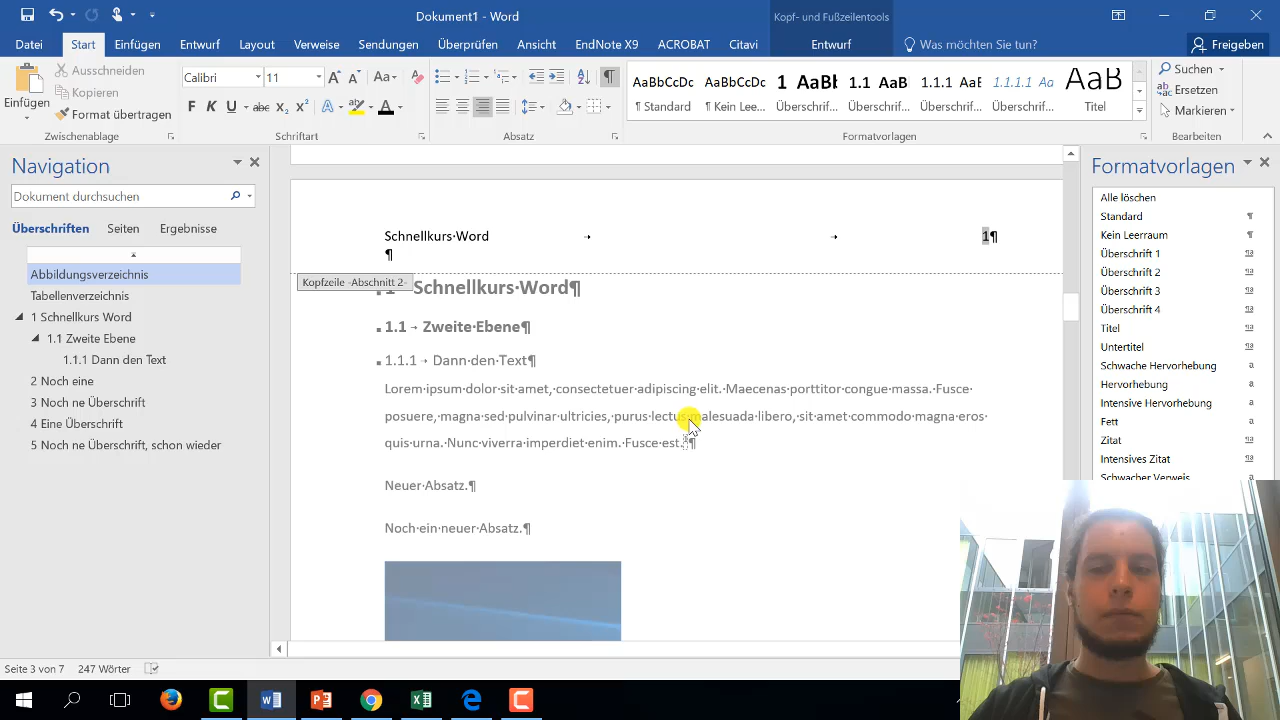 Dokument1 - Word
Kopf- und Fußzeilentools
Datei Start Einfügen Entwurf Layout Verweise Sendungen Überprüfen Ansicht EndNote X9 ACROBAT Citavi Entwurf Was möchten Sie tun? Freigeben
Einfügen
Ausschneiden
Kopieren
Format übertragen
Zwischenablage
Calibri 11
F K U abc x₂ x²
Schriftart
Absatz
AaBbCcDc AaBbCcDc 1 AaBb 1.1 AaB 1.1.1 AaB 1.1.1.1 Aa AaB
¶ Standard ¶ Kein Lee... Überschrif... Überschrif... Überschrif... Überschrif... Titel
Formatvorlagen
Suchen
Ersetzen
Markieren
Bearbeiten
Navigation
Dokument durchsuchen
Überschriften Seiten Ergebnisse
Abbildungsverzeichnis
Tabellenverzeichnis
1 Schnellkurs Word
1.1 Zweite Ebene
1.1.1 Dann den Text
2 Noch eine
3 Noch ne Überschrift
4 Eine Überschrift
5 Noch ne Überschrift, schon wieder
Schnellkurs·Word → → 1¶
¶
Kopfzeile -Abschnitt 2-
1 Schnellkurs·Word¶
1.1 → Zweite·Ebene¶
1.1.1 → Dann·den·Text¶
Lorem·ipsum·dolor·sit·amet,·consectetuer·adipiscing·elit.·Maecenas·porttitor·congue·massa.·Fusce·
posuere,·magna·sed·pulvinar·ultricies,·purus·lectus·malesuada·libero,·sit·amet·commodo·magna·eros·
quis·urna.·Nunc·viverra·imperdiet·enim.·Fusce·est.¶
Neuer·Absatz.¶
Noch·ein·neuer·Absatz.¶
Formatvorlagen
Alle löschen
Standard
Kein Leerraum
Überschrift 1
Überschrift 2
Überschrift 3
Überschrift 4
Titel
Untertitel
Schwache Hervorhebung
Hervorhebung
Intensive Hervorhebung
Fett
Zitat
Intensives Zitat
Schwacher Verweis
Seite 3 von 7 247 Wörter